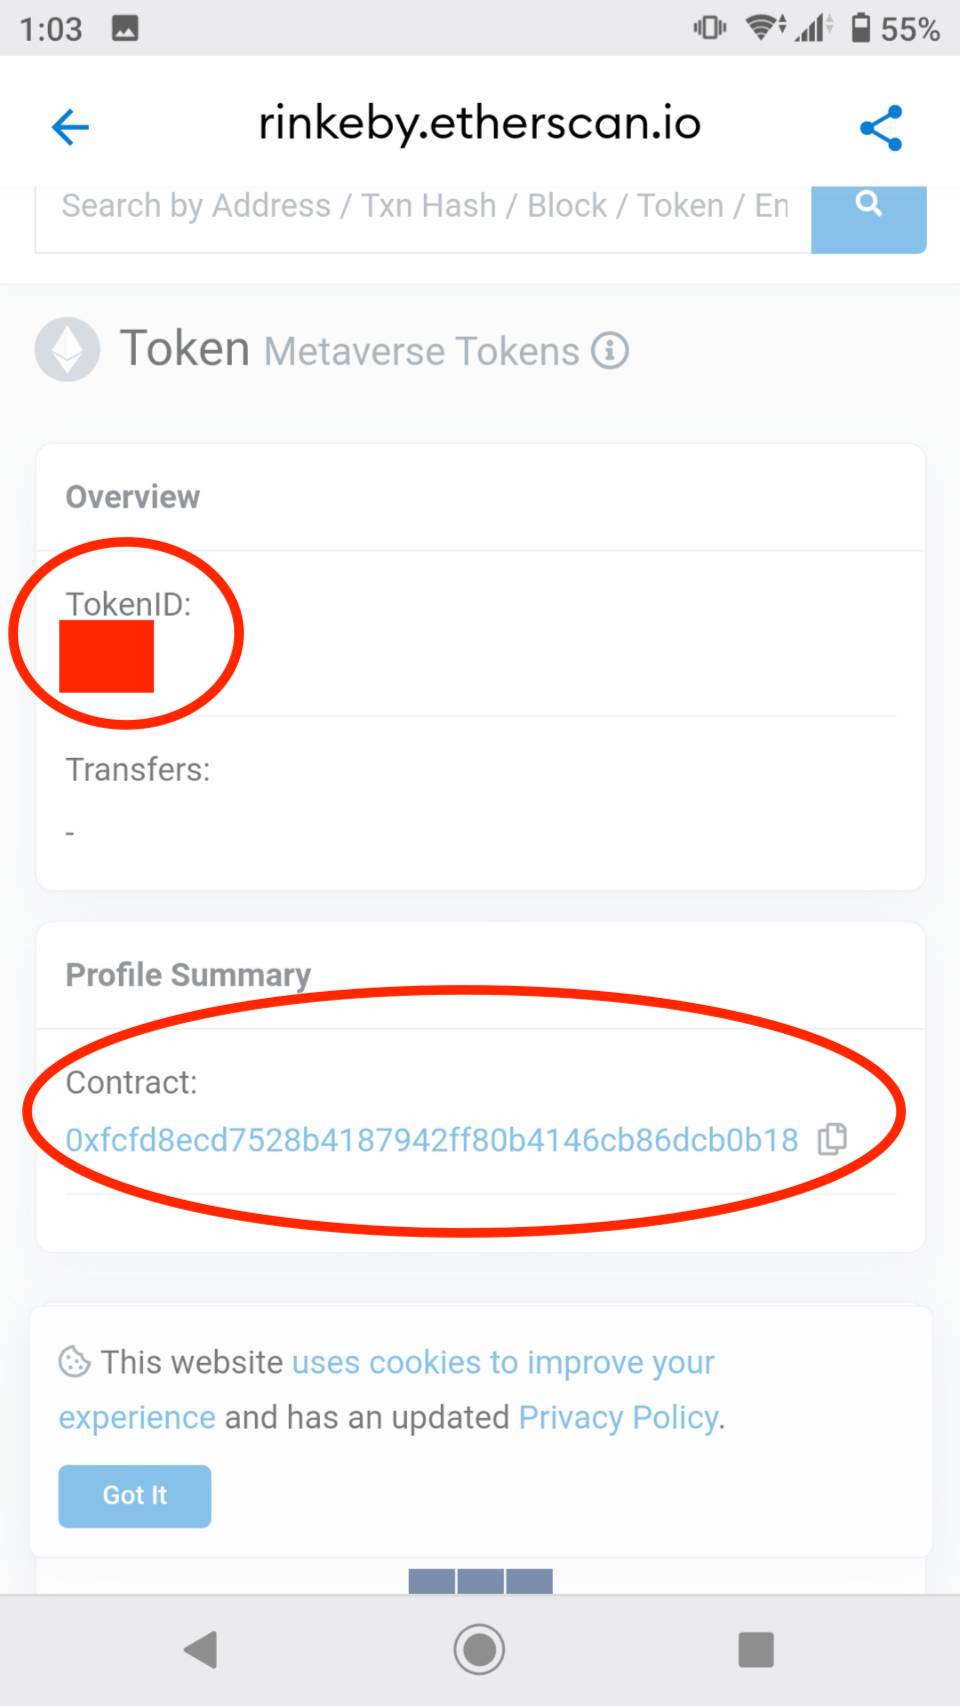 1:03 55%
rinkeby.etherscan.io
Search by Address / Txn Hash / Block / Token / En
Token Metaverse Tokens
Overview
TokenID:
Transfers:
-
Profile Summary
Contract:
0xfcfd8ecd7528b4187942ff80b4146cb86dcb0b18
This website uses cookies to improve your
experience and has an updated Privacy Policy.
Got It